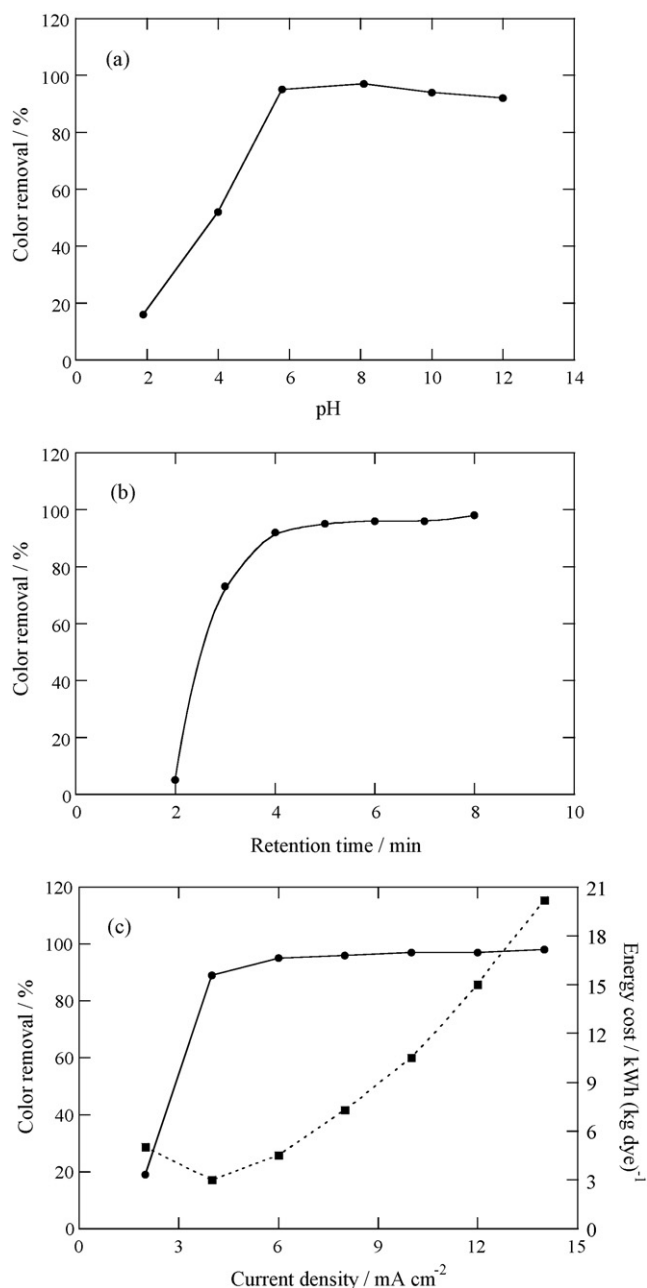 120
(a)
100
80
60
40
20
0
0 2 4 6 8 10 12 14
Color removal / %
pH
120
(b)
100
80
60
40
20
0
0 2 4 6 8 10
Color removal / %
Retention time / min
120 21
(c)
100 18
80 15
60 12
40 9
20 6
0 3
0
0 3 6 9 12 15
Color removal / %
Energy cost / kWh (kg dye)⁻¹
Current density / mA cm⁻²